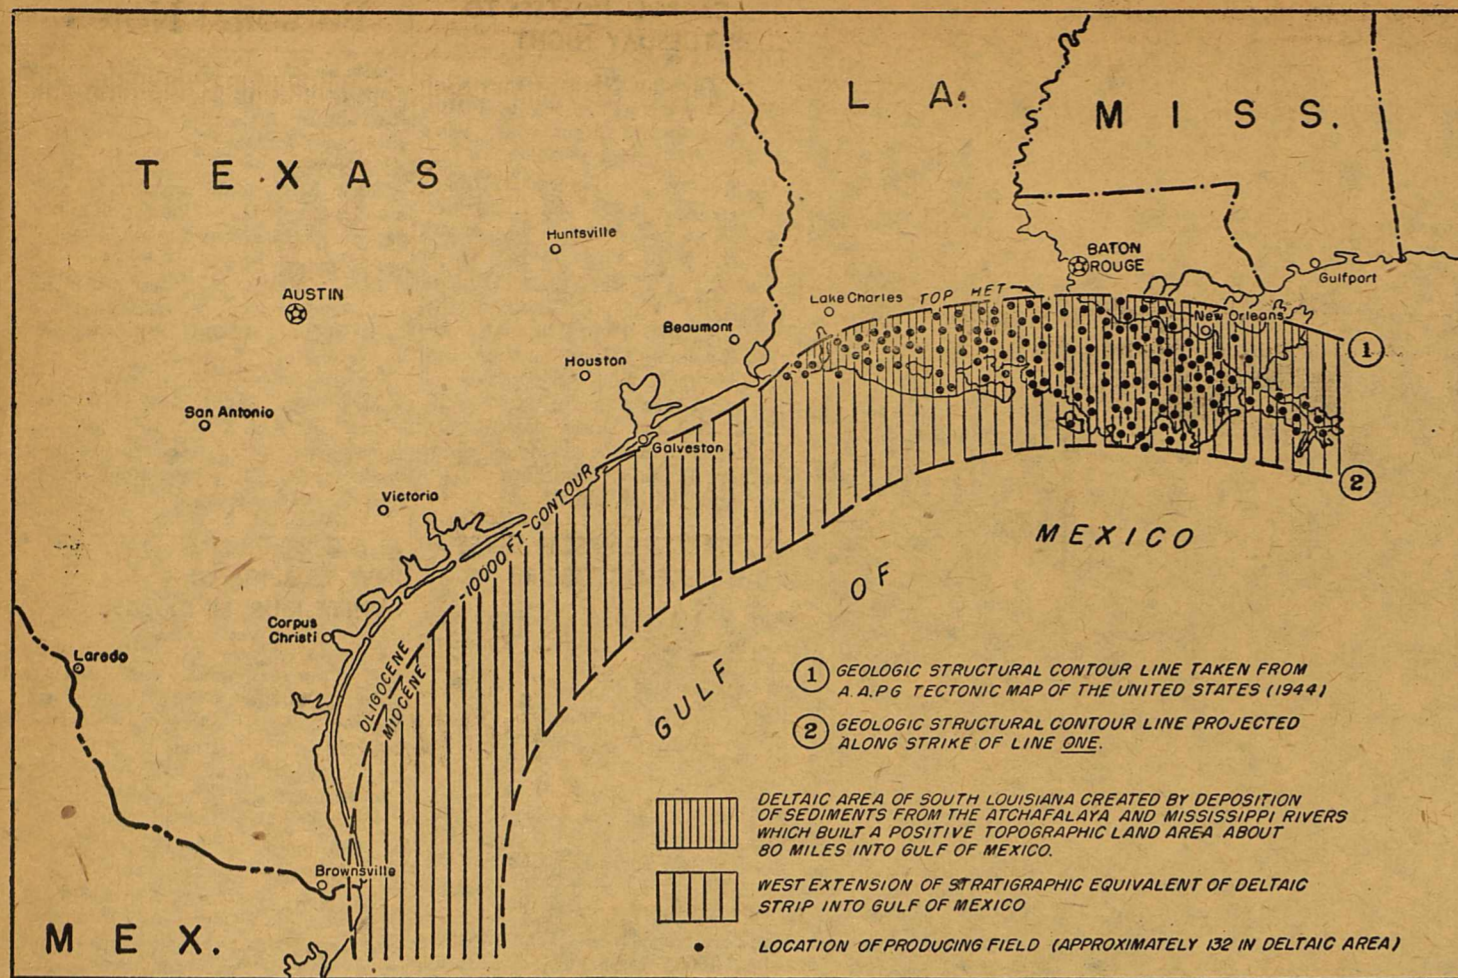 TEXAS
LA.
MISS.
Huntsville
AUSTIN
BATON
ROUGE
Gulfport
Lake Charles
TOP HET
New Orleans
Beaumont
Houston
1
San Antonio
Galveston
2
Victoria
-10000 FT-CONTOUR
MEXICO
OF
GULF
Corpus
Christi
Laredo
OLIGOCENE
MIOCENE
Brownsville
MEX.
1 GEOLOGIC STRUCTURAL CONTOUR LINE TAKEN FROM
A.A.P.G TECTONIC MAP OF THE UNITED STATES (1944)
2 GEOLOGIC STRUCTURAL CONTOUR LINE PROJECTED
ALONG STRIKE OF LINE ONE.
DELTAIC AREA OF SOUTH LOUISIANA CREATED BY DEPOSITION
OF SEDIMENTS FROM THE ATCHAFALAYA AND MISSISSIPPI RIVERS
WHICH BUILT A POSITIVE TOPOGRAPHIC LAND AREA ABOUT
80 MILES INTO GULF OF MEXICO.
WEST EXTENSION OF STRATIGRAPHIC EQUIVALENT OF DELTAIC
STRIP INTO GULF OF MEXICO
LOCATION OF PRODUCING FIELD (APPROXIMATELY 132 IN DELTAIC AREA)